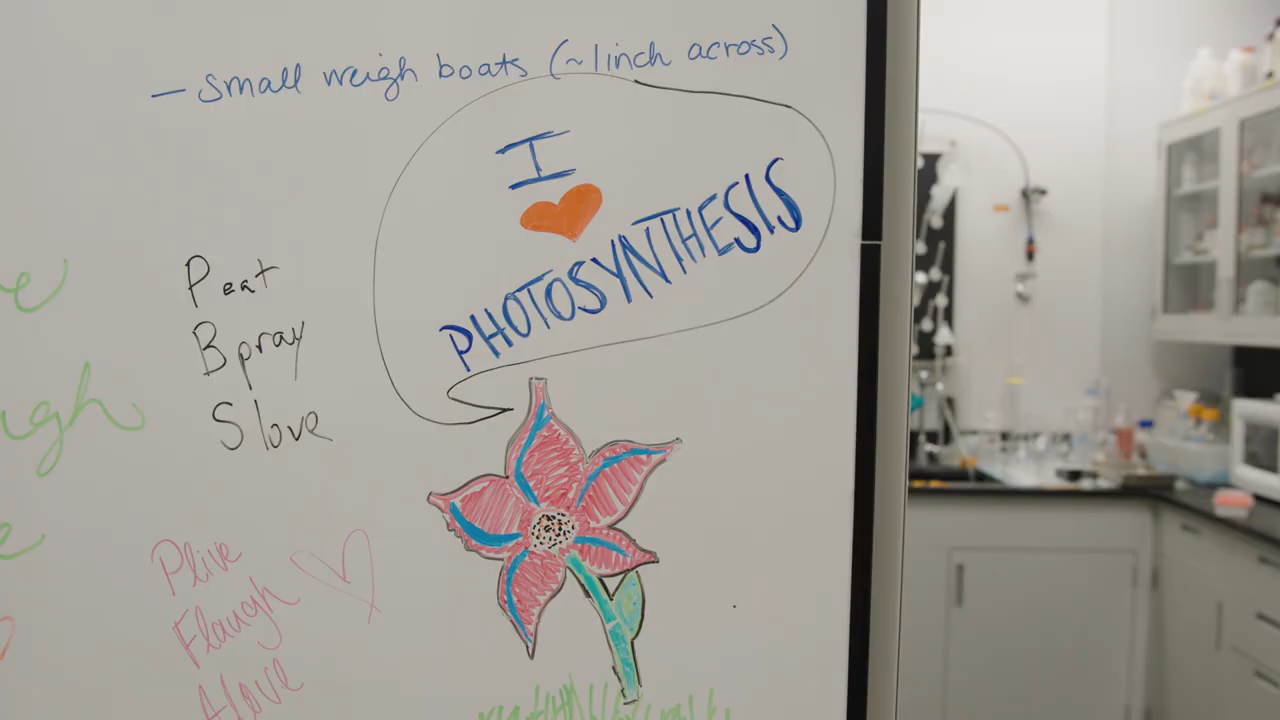 - small weigh boats (~1inch across)
I
PHOTOSYNTHESIS
Peat
Bpray
Slove
Plive
Flaugh
Alove